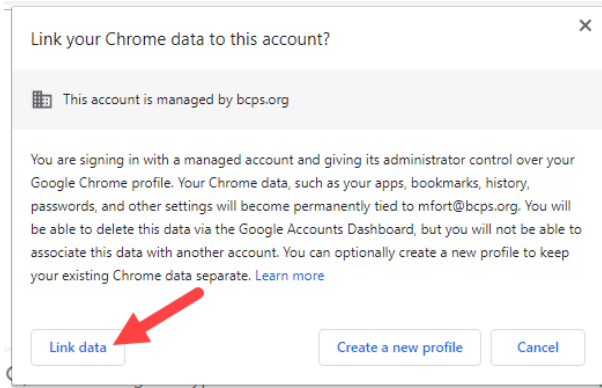 Link your Chrome data to this account?
This account is managed by bcps.org
You are signing in with a managed account and giving its administrator control over your
Google Chrome profile. Your Chrome data, such as your apps, bookmarks, history,
passwords, and other settings will become permanently tied to mfort@bcps.org. You will
be able to delete this data via the Google Accounts Dashboard, but you will not be able to
associate this data with another account. You can optionally create a new profile to keep
your existing Chrome data separate. Learn more
Link data Create a new profile Cancel